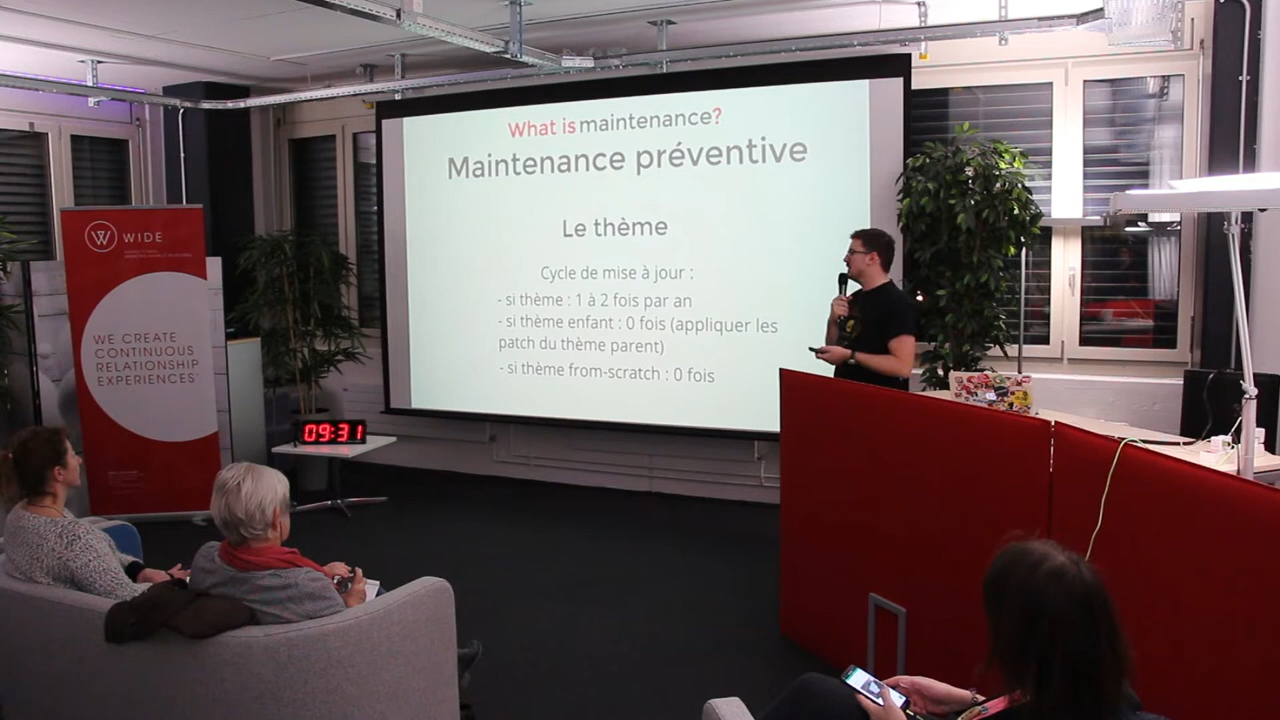 What is maintenance?
Maintenance préventive
Le thème
Cycle de mise à jour :
- si thème : 1 à 2 fois par an
- si thème enfant : 0 fois (appliquer les
patch du thème parent)
- si thème from-scratch : 0 fois
W WIDE
WE CREATE
CONTINUOUS
RELATIONSHIP
EXPERIENCES
09:31